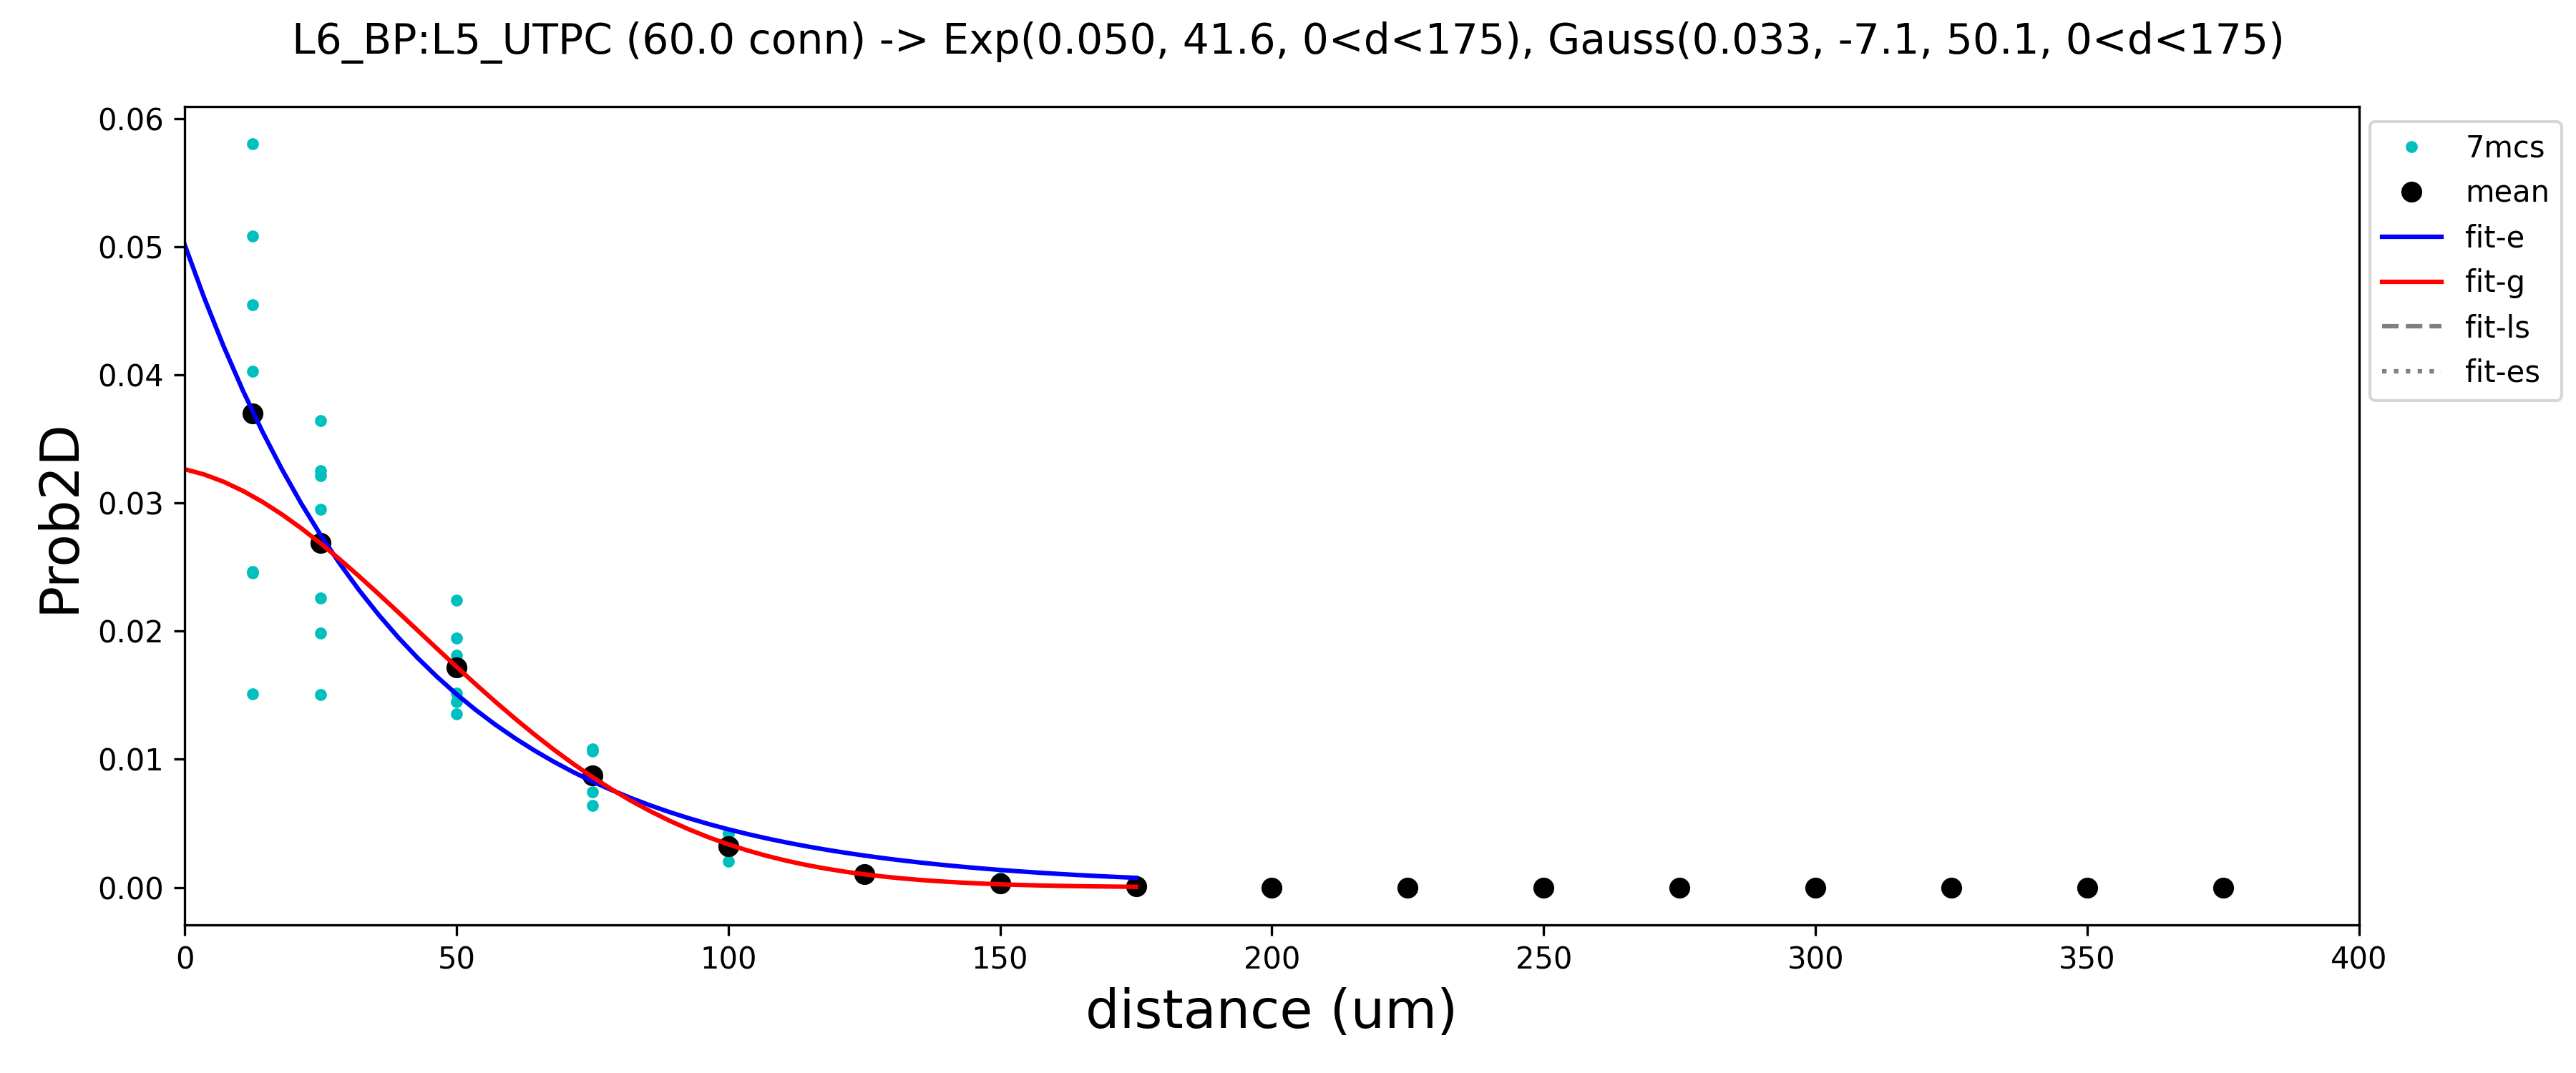 L6_BP:L5_UTPC (60.0 conn) -> Exp(0.050, 41.6, 0<d<175), Gauss(0.033, -7.1, 50.1, 0<d<175)
Prob2D
0.06
0.05
0.04
0.03
0.02
0.01
0.00
0 50 100 150 200 250 300 350 400
distance (um)
7mcs
mean
fit-e
fit-g
fit-ls
fit-es